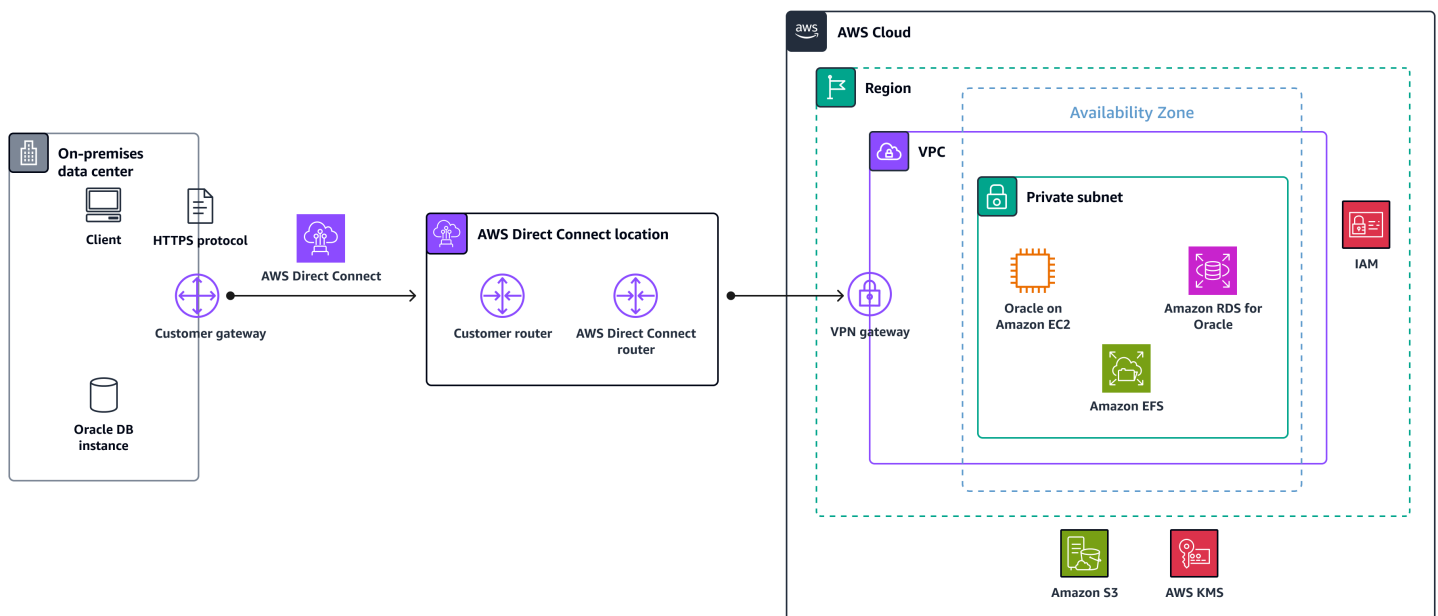 aws
AWS Cloud
Region
Availability Zone
On-premises
data center
VPC
Private subnet
Client
HTTPS protocol
AWS Direct Connect
AWS Direct Connect location
IAM
Customer gateway
Customer router
AWS Direct Connect
router
VPN gateway
Oracle on
Amazon EC2
Amazon RDS for
Oracle
Amazon EFS
Oracle DB
instance
Amazon S3
AWS KMS